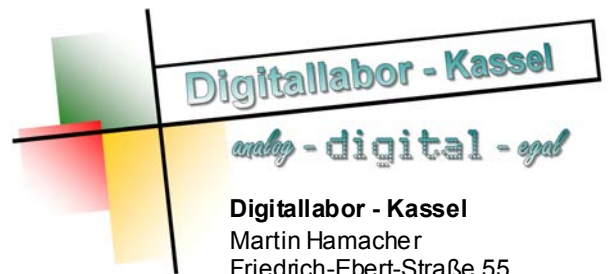 Digitallabor - Kassel
analog - digital - egal
Digitallabor - Kassel
Martin Hamacher
Friedrich-Ebert-Straße 55